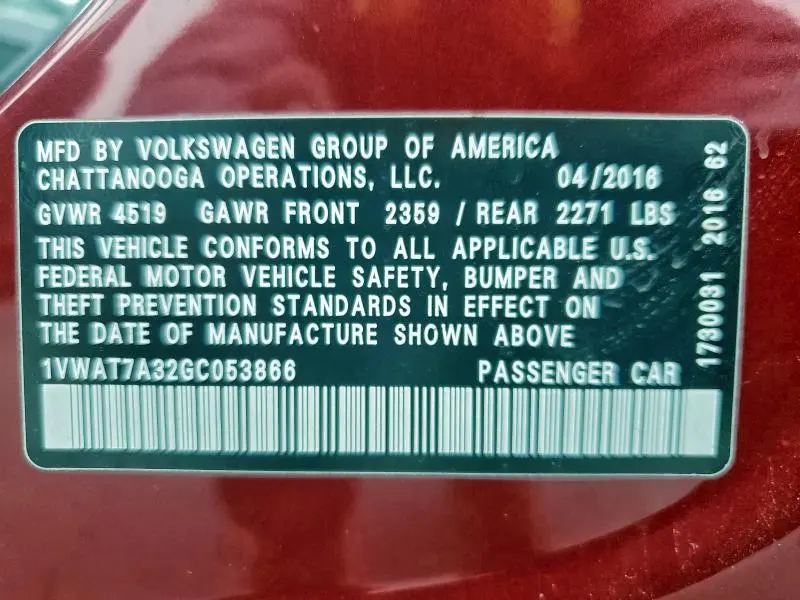 MFD BY VOLKSWAGEN GROUP OF AMERICA
CHATTANOOGA OPERATIONS, LLC. 04/2016
GVWR 4519 GAWR FRONT 2359 / REAR 2271 LBS
THIS VEHICLE CONFORMS TO ALL APPLICABLE U.S.
FEDERAL MOTOR VEHICLE SAFETY, BUMPER AND
THEFT PREVENTION STANDARDS IN EFFECT ON
THE DATE OF MANUFACTURE SHOWN ABOVE
1VWAT7A32GC053866 PASSENGER CAR
1730031 2016 62